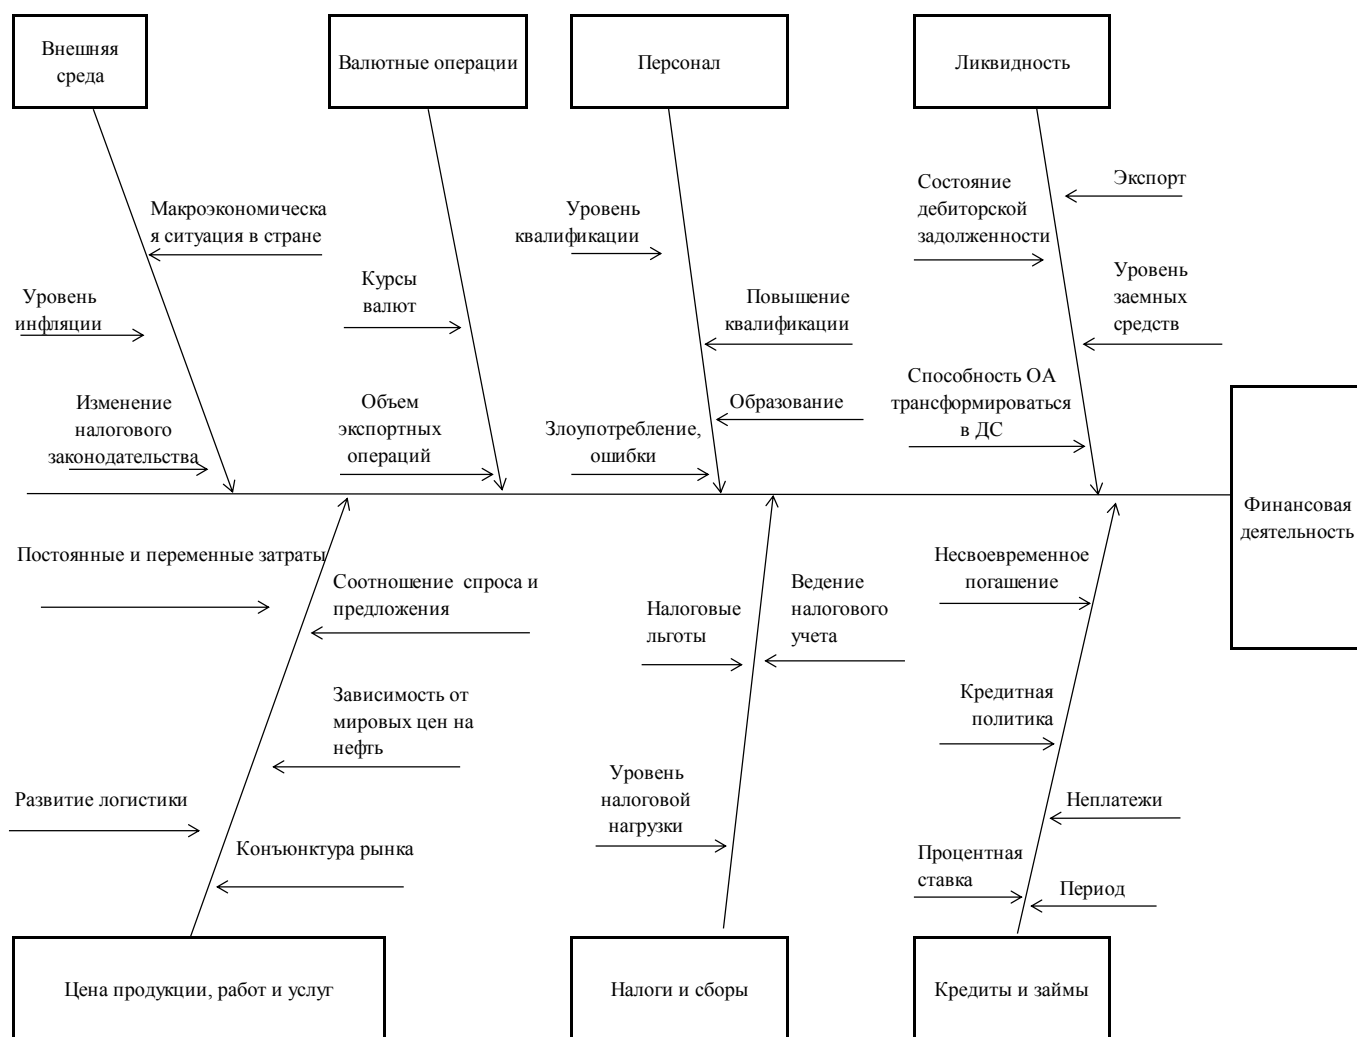 Внешняя
среда
Валютные операции
Персонал
Ликвидность
Макроэкономическа
я ситуация в стране
Уровень
инфляции
Изменение
налогового
законодательства
Курсы
валют
Объем
экспортных
операций
Уровень
квалификации
Повышение
квалификации
Образование
Злоупотребление,
ошибки
Состояние
дебиторской
задолженности
Экспорт
Уровень
заемных
средств
Способность ОА
трансформироваться
в ДС
Финансовая
деятельность
Постоянные и переменные затраты
Соотношение спроса и
предложения
Зависимость от
мировых цен на
нефть
Развитие логистики
Конъюнктура рынка
Налоговые
льготы
Ведение
налогового
учета
Уровень
налоговой
нагрузки
Несвоевременное
погашение
Кредитная
политика
Неплатежи
Процентная
ставка
Период
Цена продукции, работ и услуг
Налоги и сборы
Кредиты и займы